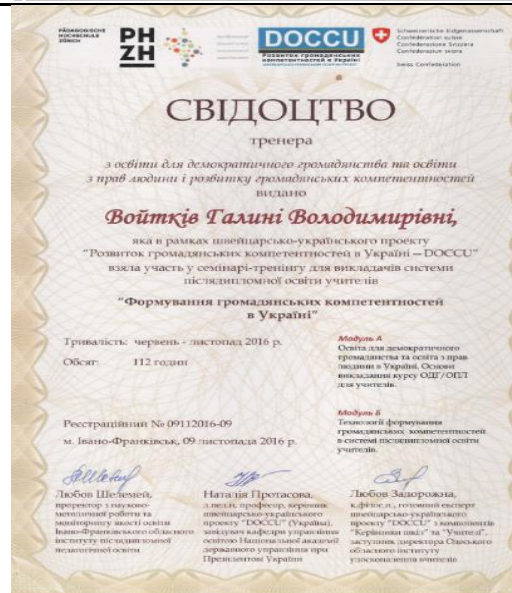 PÄDAGOGISCHE
HOCHSCHULE
ZÜRICH
PH
ZH
DOCCU
Розвиток громадянських
компетентностей в Україні
Schweizerische Eidgenossenschaft
Confédération suisse
Confederazione Svizzera
Confederaziun svizra
Swiss Confederation
СВІДОЦТВО
тренера
з освіти для демократичного громадянства та освіти
з прав людини і розвитку громадянських компетентностей
видано
Войтків Галині Володимирівні,
яка в рамках швейцарсько-українського проекту
“Розвиток громадянських компетентностей в Україні – DOCCU”
взяла участь у семінарі-тренінгу для викладачів системи
післядипломної освіти учителів
“Формування громадянських компетентностей
в Україні”
Тривалість: червень - листопад 2016 р.
Обсяг: 112 годин
Модуль А
Освіта для демократичного
громадянства та освіта з прав
людини в Україні. Основи
викладання курсу ОДГ/ОПЛ
для учителів.
Модуль Б
Технології формування
громадянських компетентностей
в системі післядипломної освіти
учителів.
Реєстраційний № 09112016-09
м. Івано-Франківськ, 09 листопада 2016 р.
Любов Шелемей,
проректор з науково-
методичної роботи та
моніторингу якості освіти
Івано-Франківського обласного
інституту післядипломної
педагогічної освіти
Наталія Протасова,
д.пед.н, професор, керівник
швейцарсько-українського
проекту “DOCCU” (Україна),
завідувач кафедри управління
освітою Національної академії
державного управління при
Президентові України
Любов Задорожна,
к.філос.н., головний експерт
швейцарсько-українського
проекту “DOCCU” з компонентів
“Керівники шкіл” та “Учителі”,
заступник директора Одеського
обласного інституту
удосконалення вчителів